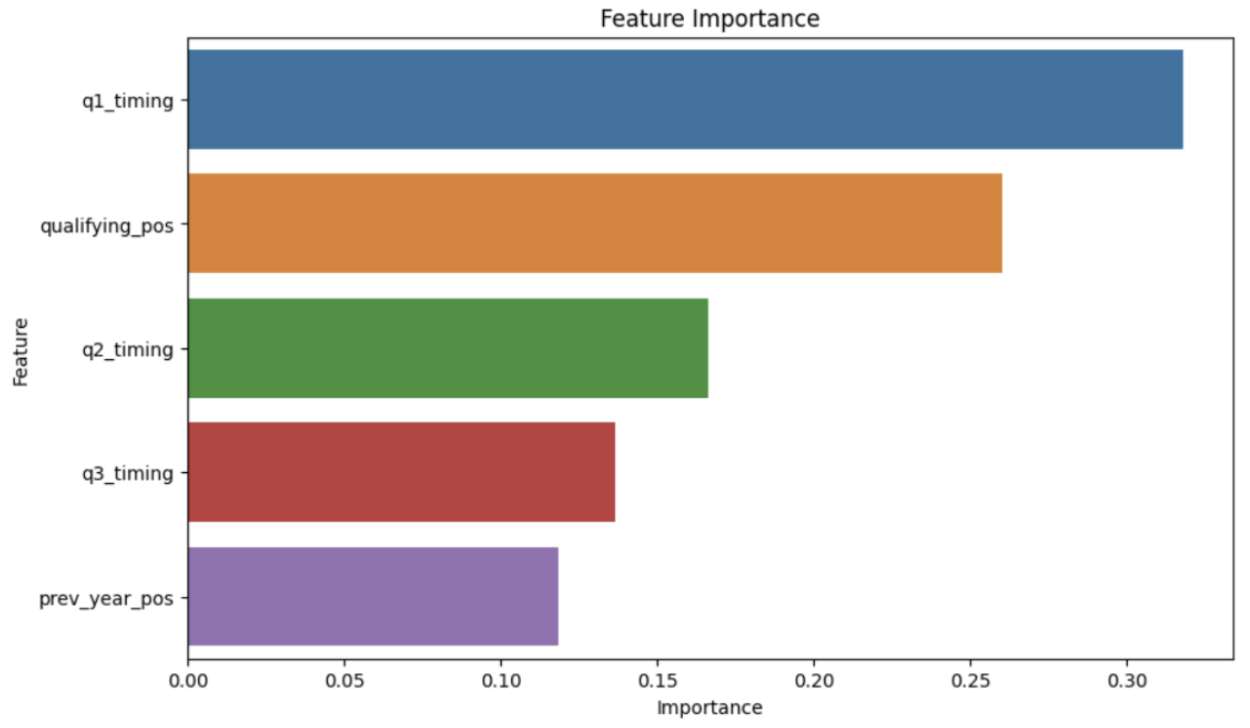 Feature Importance
q1_timing
qualifying_pos
q2_timing
q3_timing
prev_year_pos
Feature
0.00 0.05 0.10 0.15 0.20 0.25 0.30
Importance